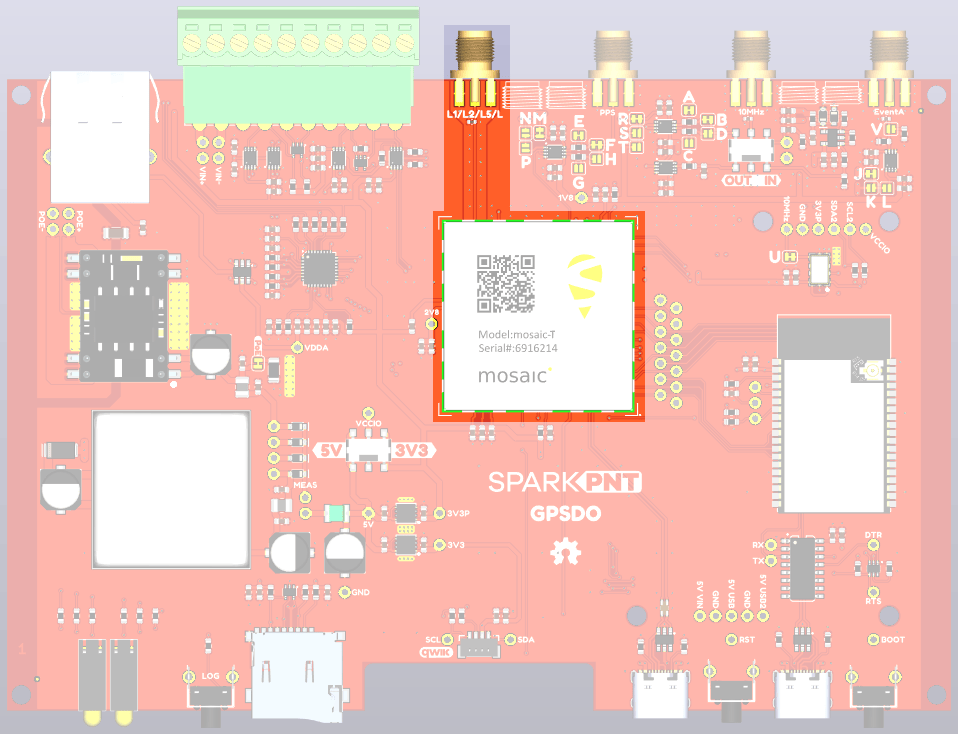 L1/L2/L5/L
PPS
10MHz
EventA
N M
P
E
F
H
G
R
S
T
A
B
D
C
V
J
K L
OUT
IN
VIN+
VIN-
POE-
POE+
1V8
10MHz
GND
3V3P
SDA2
SCL2
VCCIO
U
2V8
Model:mosaic-T
Serial#:6916214
mosaic
VDDA
VCCIO
5V
3V3
MEAS
5V
3V3P
3V3
GND
SPARKPNT
GPSDO
RX
TX
DTR
RTS
5V VIN
GND
5V USB
GND
5V USB2
RST
BOOT
SCL
SDA
qwiic
LOG
1